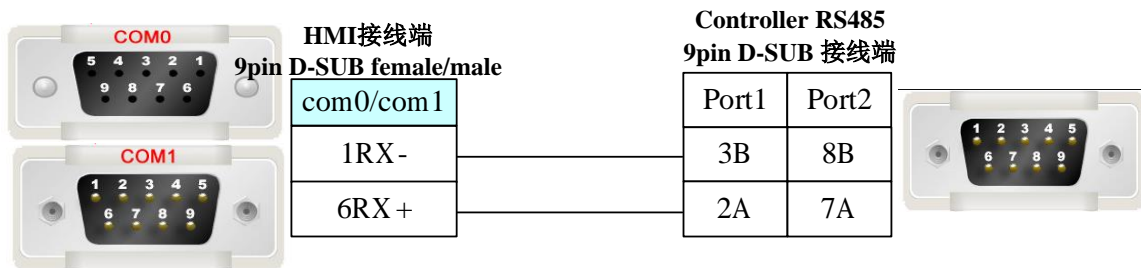 COM0
5 4 3 2 1
9 8 7 6
COM1
1 2 3 4 5
6 7 8 9
HMI接线端
9pin D-SUB female/male
com0/com1
1RX-
6RX+
Controller RS485
9pin D-SUB 接线端
Port1 Port2
3B 8B
2A 7A
1 2 3 4 5
6 7 8 9